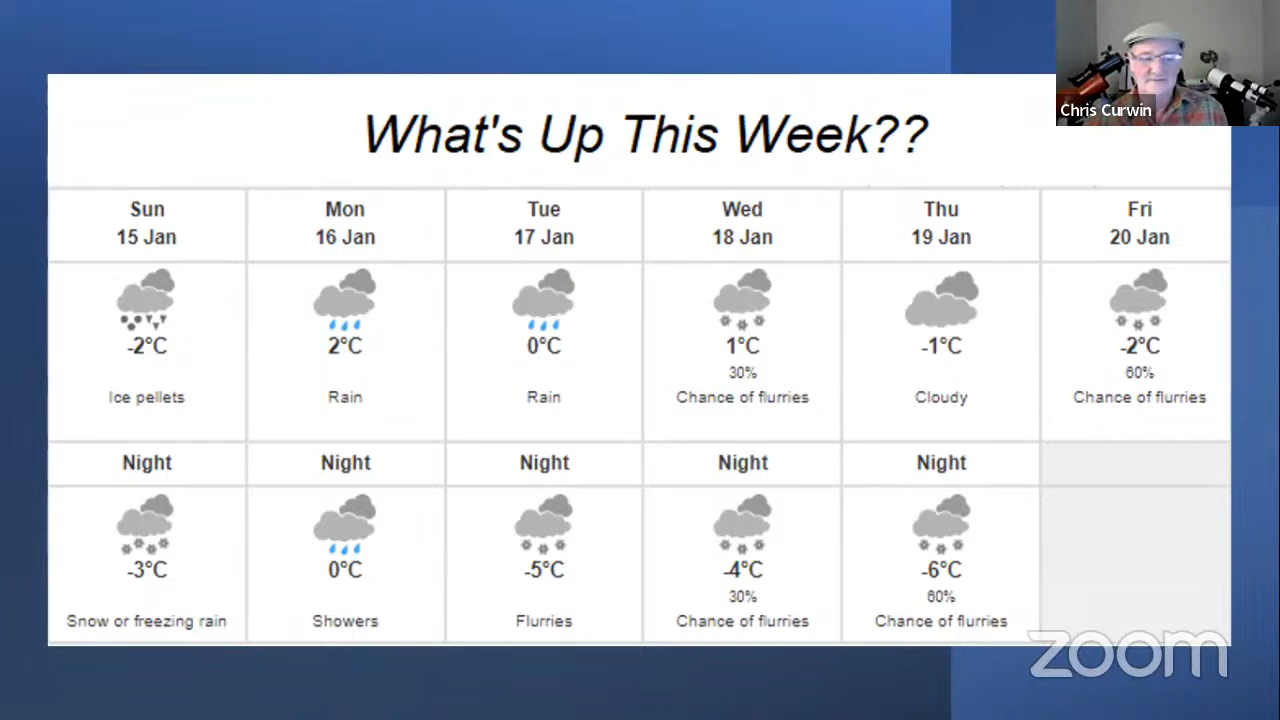 Chris Curwin
What's Up This Week??
Sun Mon Tue Wed Thu Fri
15 Jan 16 Jan 17 Jan 18 Jan 19 Jan 20 Jan
-2°C 2°C 0°C 1°C -1°C -2°C
30% 60%
Ice pellets Rain Rain Chance of flurries Cloudy Chance of flurries
Night Night Night Night Night
-3°C 0°C -5°C -4°C -6°C
30% 60%
Snow or freezing rain Showers Flurries Chance of flurries Chance of flurries
zoom